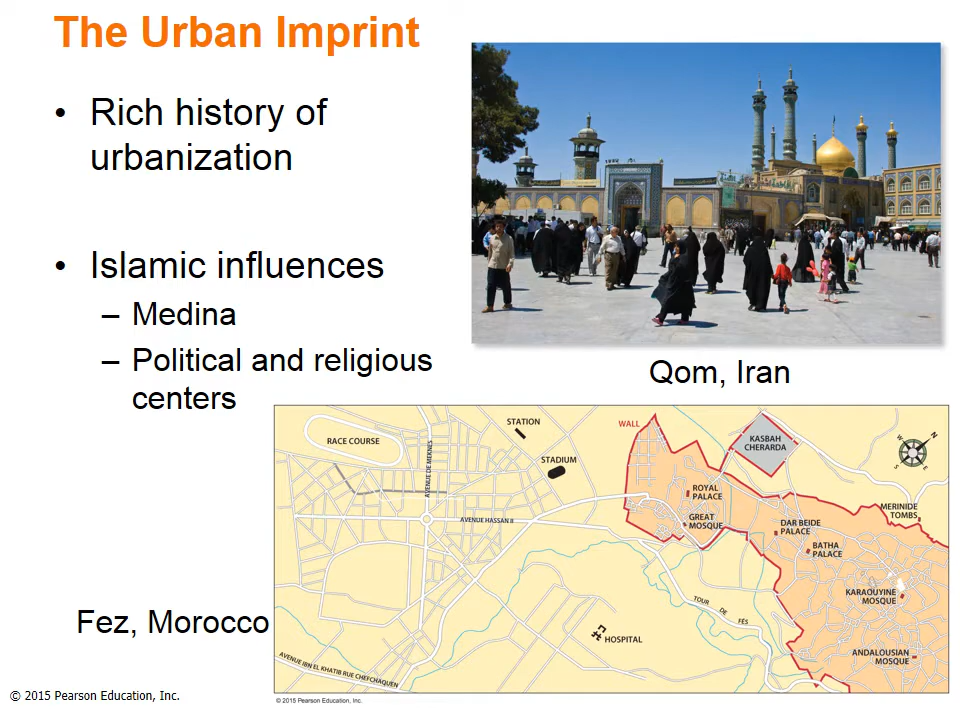 The Urban Imprint
• Rich history of
urbanization
• Islamic influences
– Medina
– Political and religious
centers
Qom, Iran
RACE COURSE
AVENUE DE MEKNES
STATION
STADIUM
AVENUE HASSAN II
WALL
KASBAH
CHERARDA
N
W
E
S
ROYAL
PALACE
GREAT
MOSQUE
MERINIDE
TOMBS
DAR BEIDE
PALACE
BATHA
PALACE
KARAOUYINE
MOSQUE
TOUR DE FÈS
HOSPITAL
ANDALOUSIAN
MOSQUE
AVENUE IBN EL KHATIB RUE CHEFCHAQUEN
Fez, Morocco
© 2015 Pearson Education, Inc.
© 2015 Pearson Education, Inc.